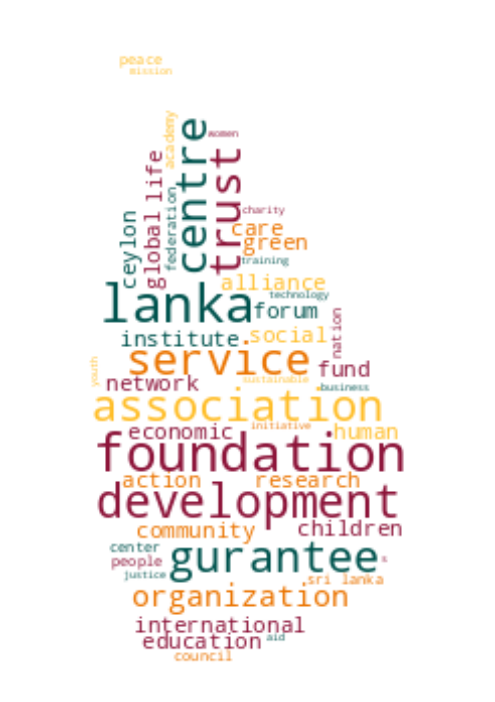 peace
mission
women
centre
academy
trust
global life
federation
ceylon
charity
care
green
training
alliance
technology
lanka
forum
nation
institute
social
service
youth
fund
network
sustainable
business
association
initiative
economic
human
foundation
action
research
development
community
children
center
gurantee
s
people
justice
sri lanka
organization
international
education
aid
council